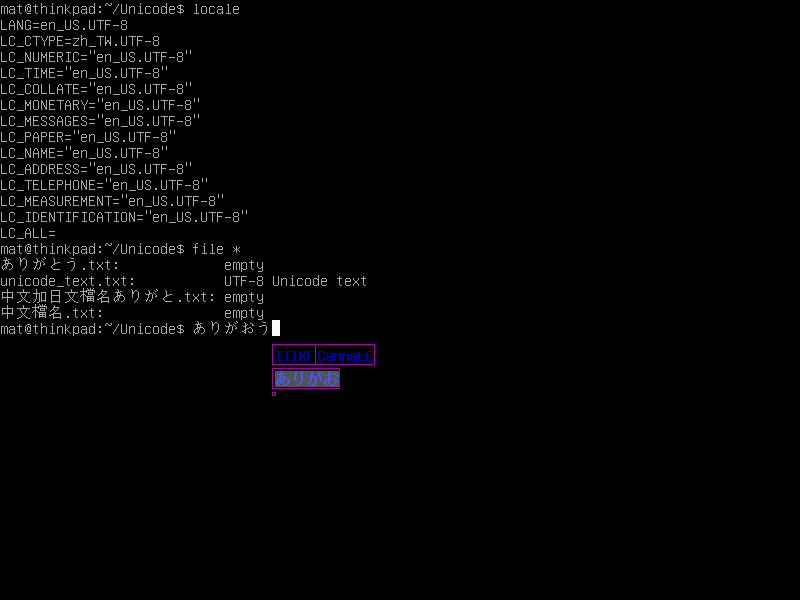 mat@thinkpad:~/Unicode$ locale
LANG=en_US.UTF-8
LC_CTYPE=zh_TW.UTF-8
LC_NUMERIC="en_US.UTF-8"
LC_TIME="en_US.UTF-8"
LC_COLLATE="en_US.UTF-8"
LC_MONETARY="en_US.UTF-8"
LC_MESSAGES="en_US.UTF-8"
LC_PAPER="en_US.UTF-8"
LC_NAME="en_US.UTF-8"
LC_ADDRESS="en_US.UTF-8"
LC_TELEPHONE="en_US.UTF-8"
LC_MEASUREMENT="en_US.UTF-8"
LC_IDENTIFICATION="en_US.UTF-8"
LC_ALL=
mat@thinkpad:~/Unicode$ file *
ありがとう.txt: empty
unicode_text.txt: UTF-8 Unicode text
中文加日文檔名ありがと.txt: empty
中文檔名.txt: empty
mat@thinkpad:~/Unicode$ ありがおう
IIIMF CannaLE
ありがお